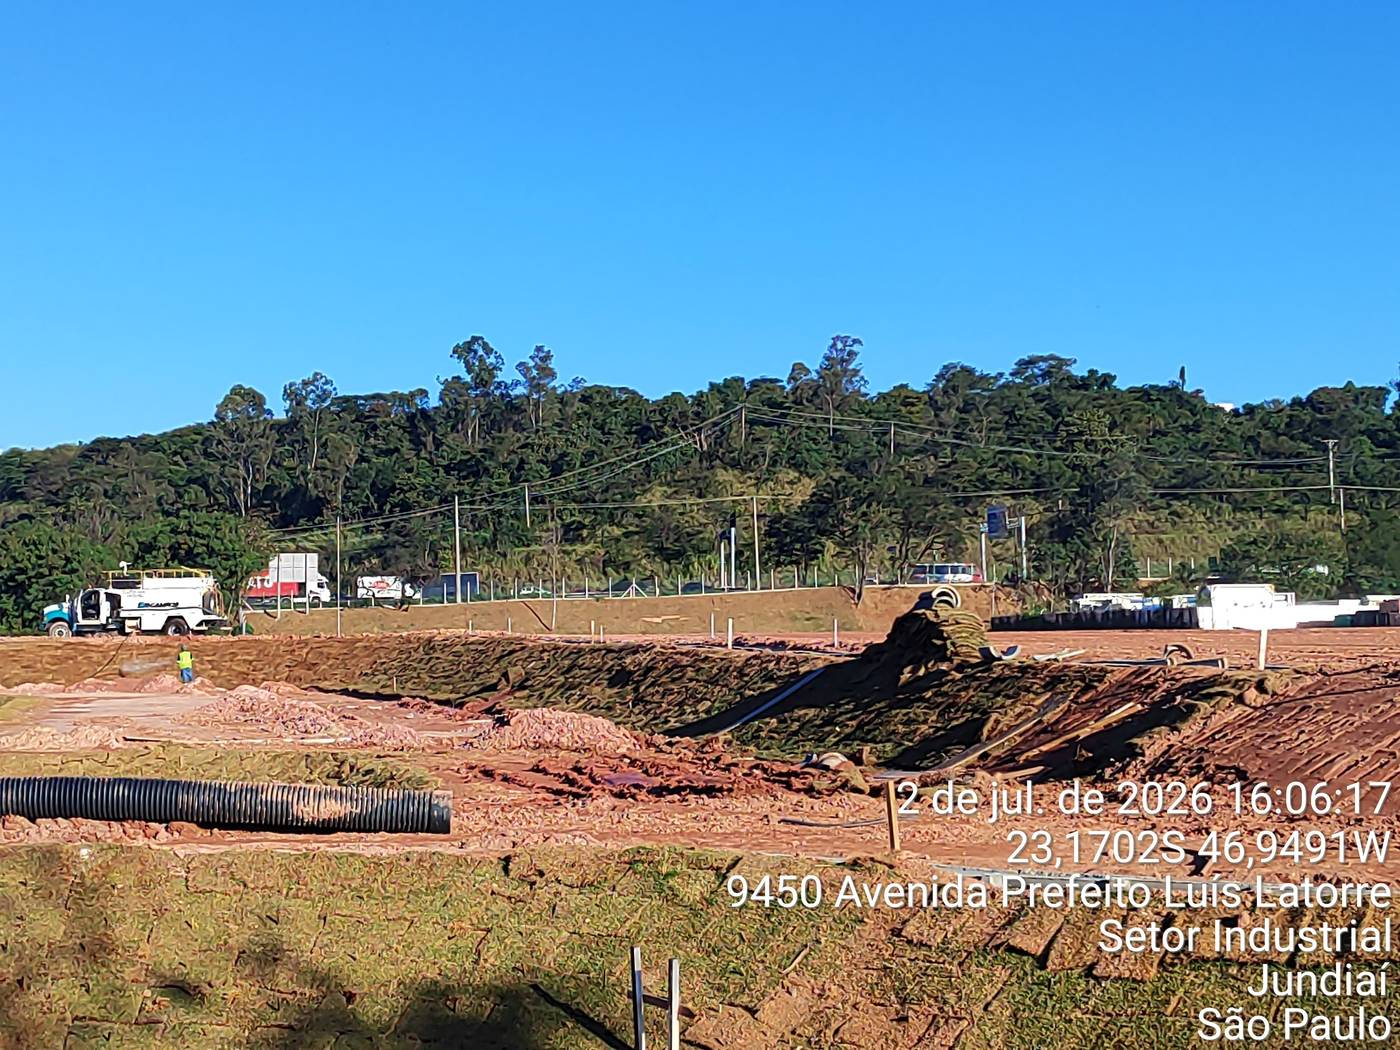 2 de jul. de 2026 16:06:17
23,1702S 46,9491W
9450 Avenida Prefeito Luís Latorre
Setor Industrial
Jundiaí
São Paulo